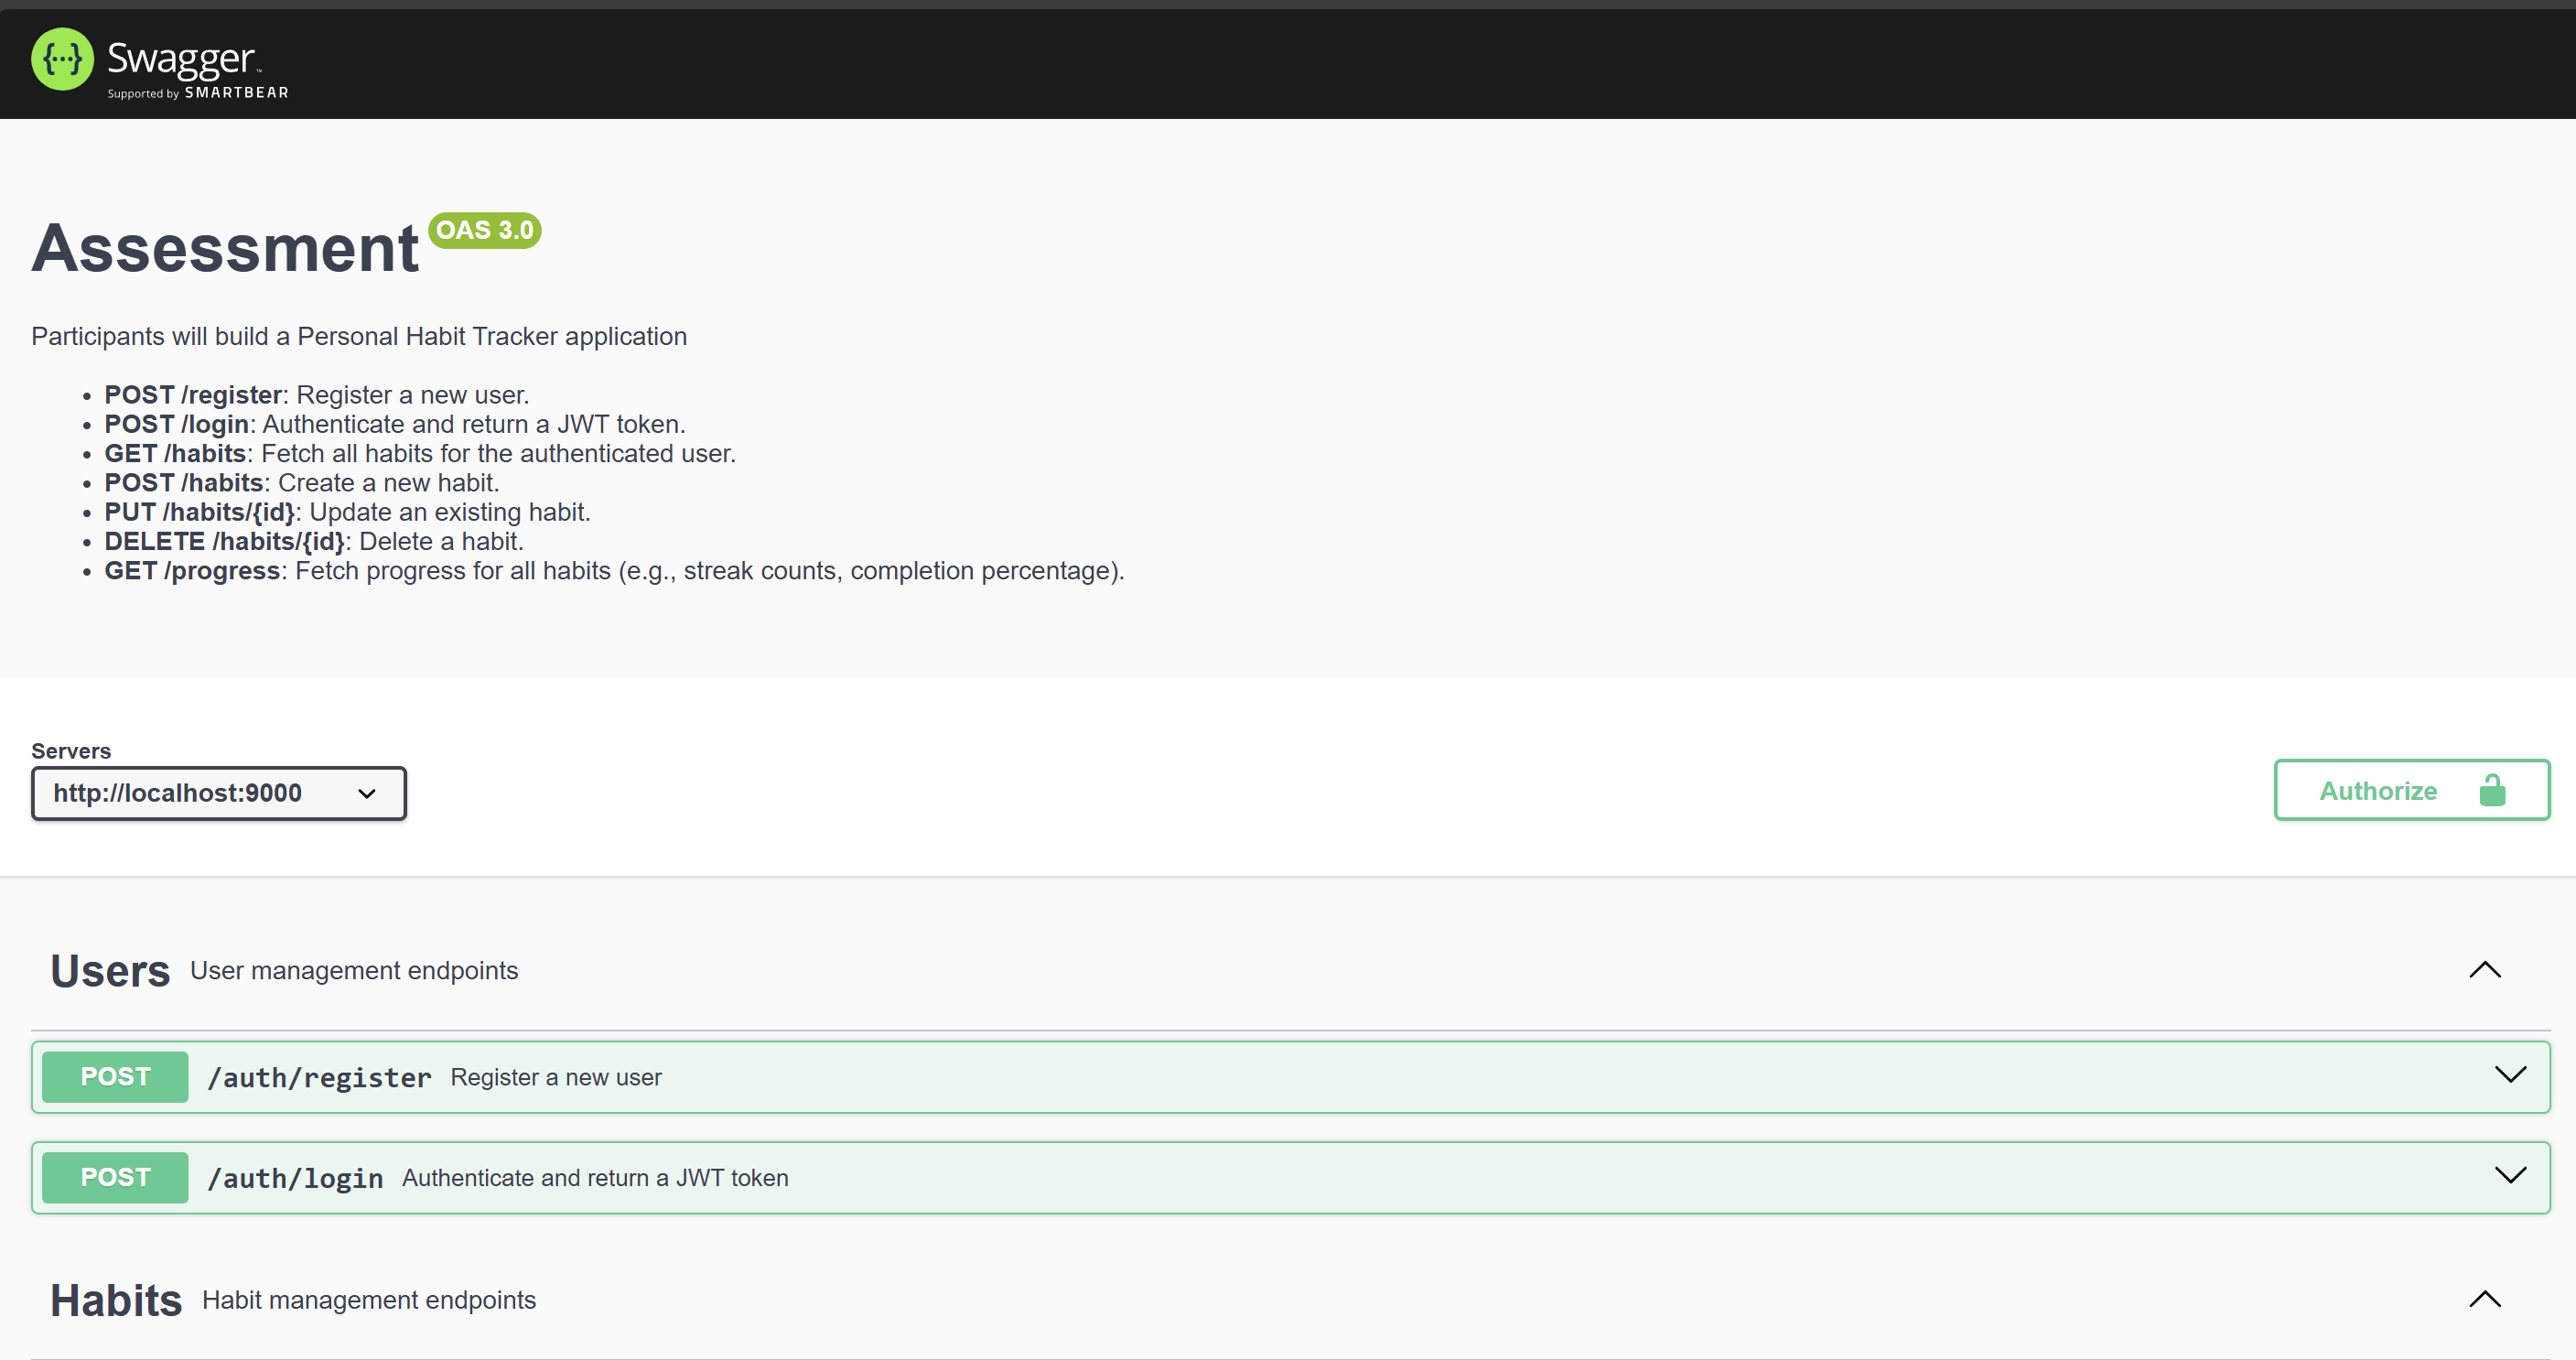 {...} Swagger™
Supported by SMARTBEAR
Assessment OAS 3.0
Participants will build a Personal Habit Tracker application
• POST /register: Register a new user.
• POST /login: Authenticate and return a JWT token.
• GET /habits: Fetch all habits for the authenticated user.
• POST /habits: Create a new habit.
• PUT /habits/{id}: Update an existing habit.
• DELETE /habits/{id}: Delete a habit.
• GET /progress: Fetch progress for all habits (e.g., streak counts, completion percentage).
Servers
http://localhost:9000
Authorize
Users User management endpoints
POST /auth/register Register a new user
POST /auth/login Authenticate and return a JWT token
Habits Habit management endpoints